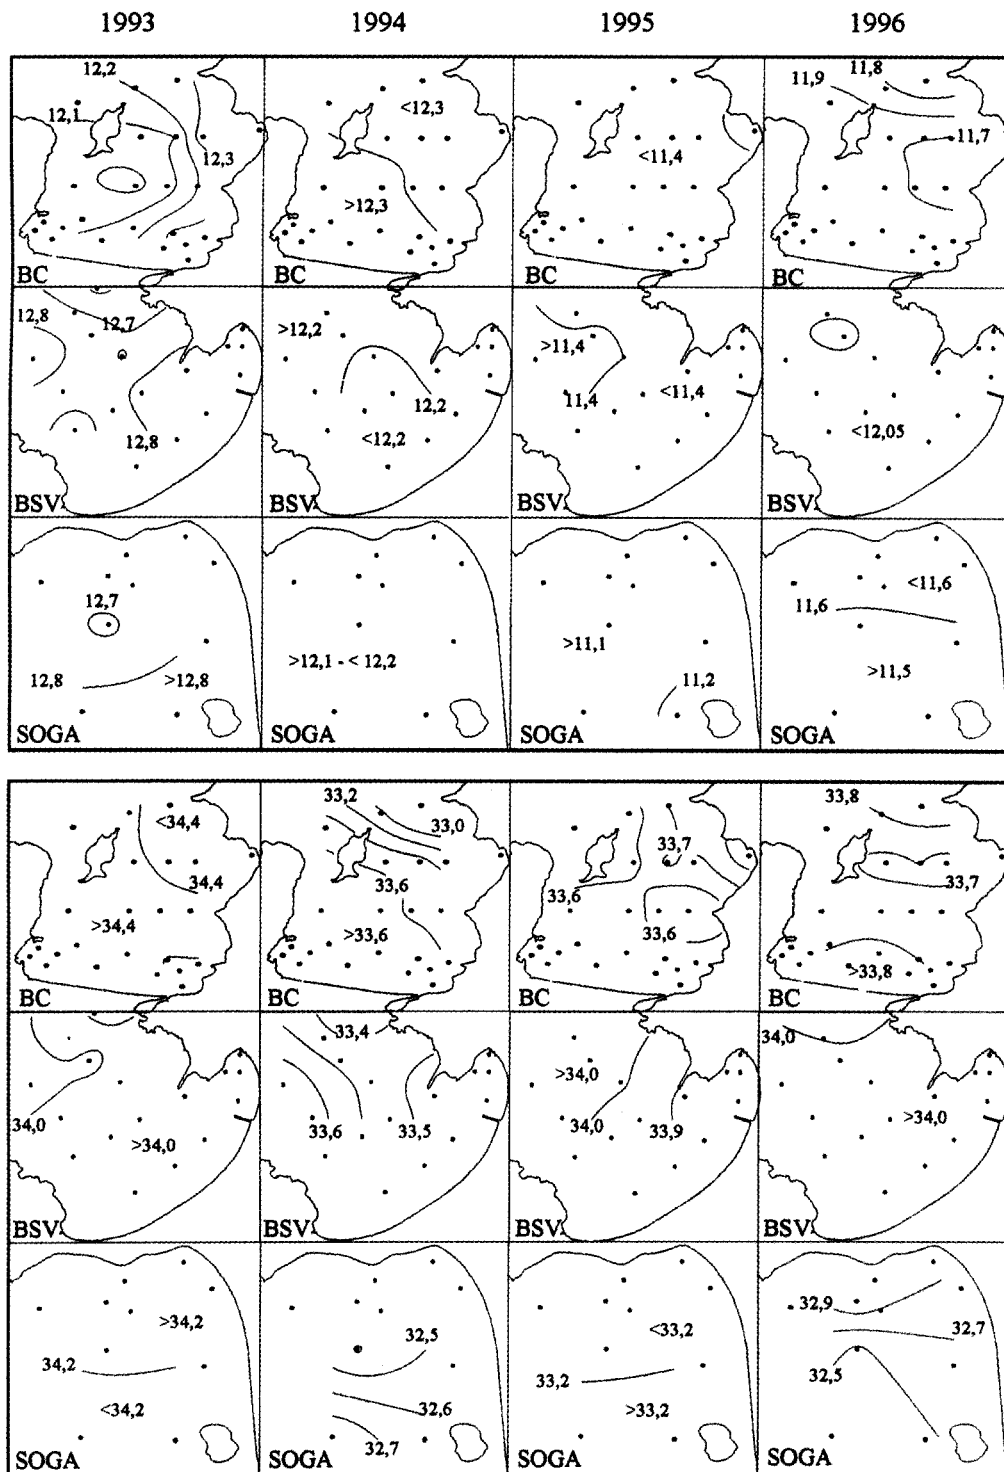 1993 1994 1995 1996
12,2 11,9 11,8
12,1 <12,3 11,7
12,3 <11,4
>12,3
BC BC BC BC
12,8 12,7 >12,2 >11,4
12,2 11,4 <11,4
12,8 <12,2 <12,05
BSV BSV BSV BSV
12,7 11,6 <11,6
12,8 >12,8 >12,1 - < 12,2 >11,1 11,2 >11,5
SOGA SOGA SOGA SOGA
<34,4 33,2 33,0 33,7 33,8
34,4 33,6 33,6 33,7
>34,4 >33,6 33,6 >33,8
BC BC BC BC
33,4 34,0
34,0 >34,0 >34,0 >34,0
33,6 33,5 34,0 33,9
BSV BSV BSV BSV
>34,2 32,5 <33,2 32,9 32,7
34,2 33,2 32,5
<34,2 32,6 >33,2
32,7
SOGA SOGA SOGA SOGA